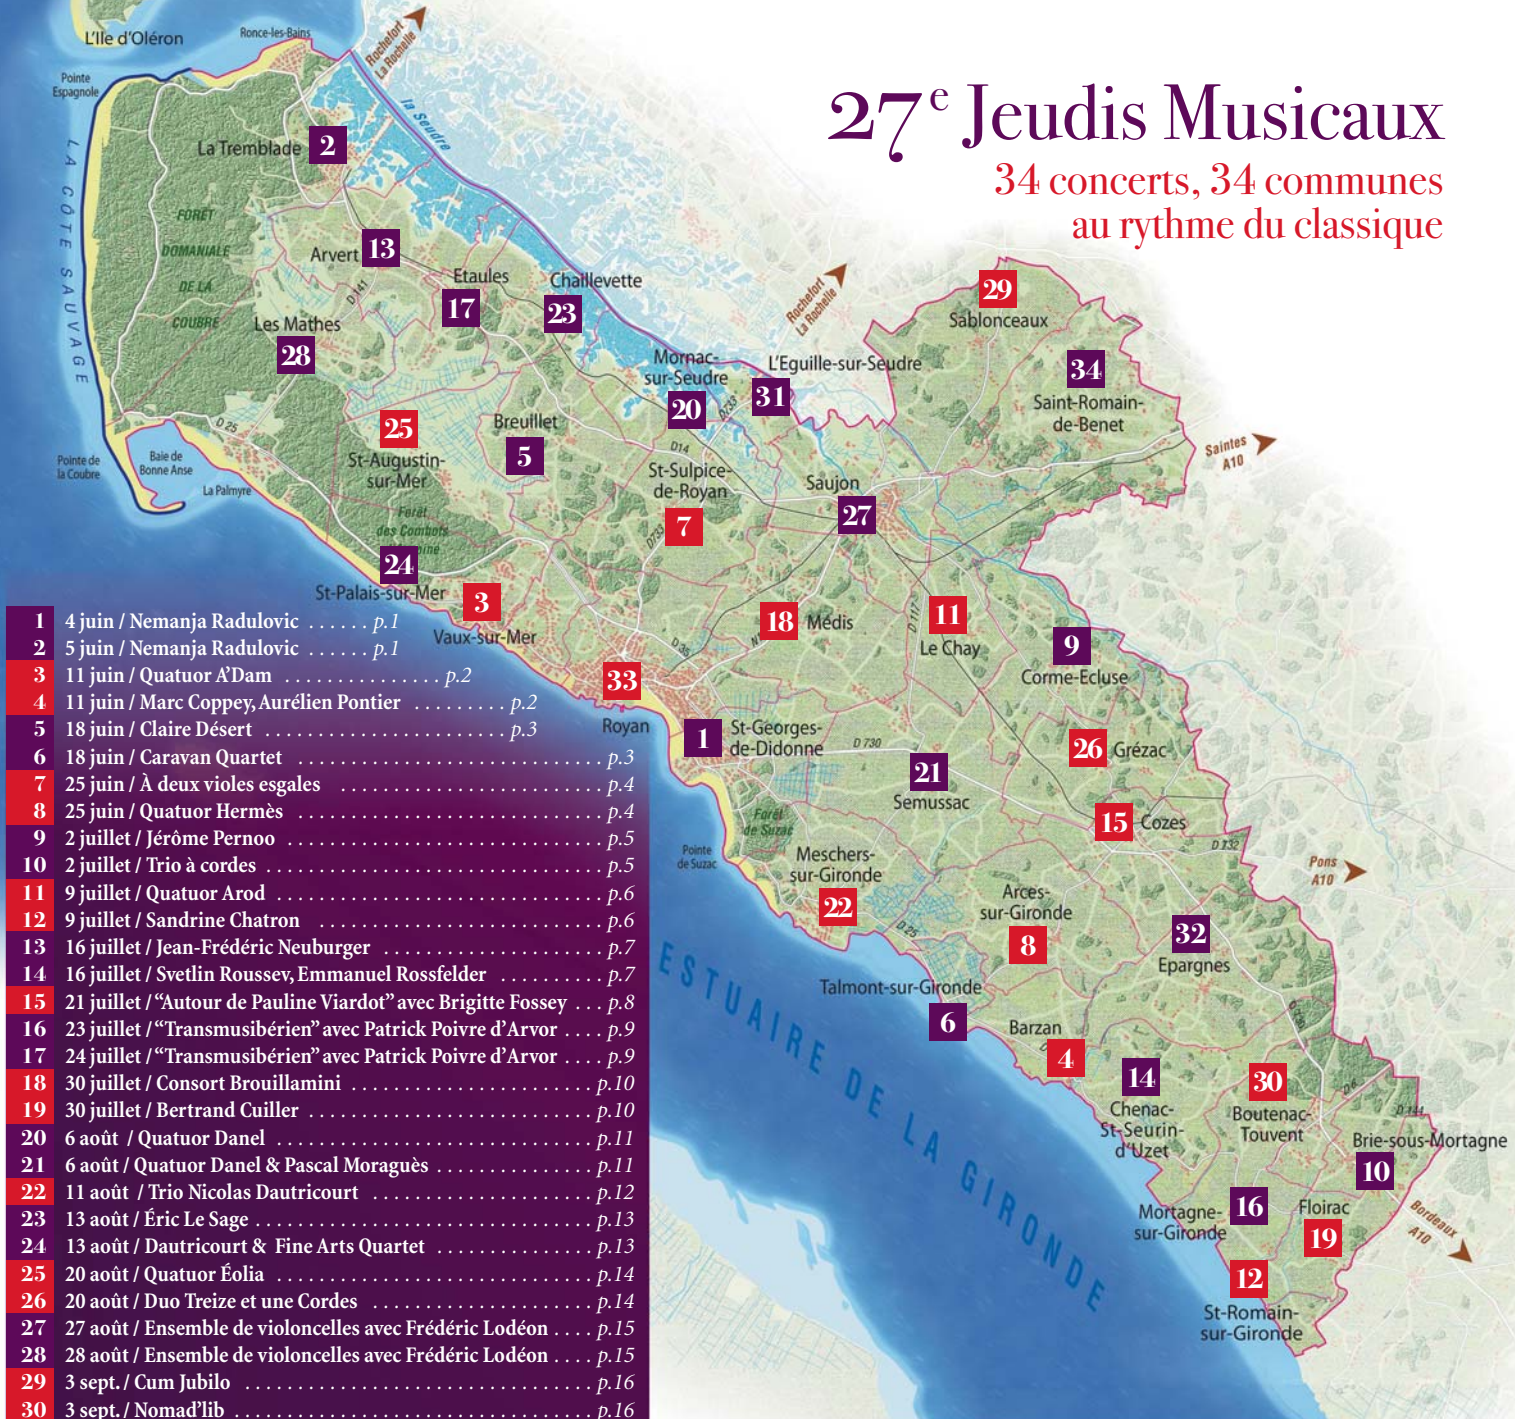 27e Jeudis Musicaux
34 concerts, 34 communes
au rythme du classique
L'Ile d'Oléron
Ronce-les-Bains
Rochefort
La Rochelle
Pointe
Espagnole
la Seudre
LA CÔTE SAUVAGE
La Tremblade
2
FORÊT
DOMANIALE
DE LA
COUBRE
Arvert
13
D 141
Etaules
17
Chaillevette
23
Les Mathes
28
Rochefort
La Rochelle
29
Sablonceaux
L'Eguille-sur-Seudre
31
Mornac-
sur-Seudre
20
D733
34
Saint-Romain-
de-Benet
Saintes
A10
D 25
25
St-Augustin-
sur-Mer
Breuillet
5
D14
St-Sulpice-
de-Royan
7
D733
Saujon
27
Pointe de
la Coubre
Baie de
Bonne Anse
La Palmyre
Forêt
des Combots
24
St-Palais-sur-Mer
3
Vaux-sur-Mer
18
Médis
D 117
11
Le Chay
9
Corme-Ecluse
D 35
33
Royan
1
St-Georges-
de-Didonne
D 730
21
Semussac
26
Grézac
15
Cozes
D 732
Forêt
de Suzac
Pointe
de Suzac
Meschers-
sur-Gironde
22
D 25
Pons
A10
Arces-
sur-Gironde
8
32
Epargnes
Talmont-sur-Gironde
6
Barzan
4
14
Chenac-
St-Seurin-
d'Uzet
30
Boutenac-
Touvent
D 6
D 144
Brie-sous-Mortagne
10
Mortagne-
sur-Gironde
16
Floirac
19
Bordeaux
A10
12
St-Romain-
sur-Gironde
ESTUAIRE DE LA GIRONDE
1 4 juin / Nemanja Radulovic ...... p.1
2 5 juin / Nemanja Radulovic ...... p.1
3 11 juin / Quatuor A'Dam ............... p.2
4 11 juin / Marc Coppey, Aurélien Pontier ......... p.2
5 18 juin / Claire Désert ....................... p.3
6 18 juin / Caravan Quartet ............................. p.3
7 25 juin / À deux violes esgales ......................... p.4
8 25 juin / Quatuor Hermès ............................. p.4
9 2 juillet / Jérôme Pernoo .............................. p.5
10 2 juillet / Trio à cordes ................................ p.5
11 9 juillet / Quatuor Arod ............................... p.6
12 9 juillet / Sandrine Chatron ........................... p.6
13 16 juillet / Jean-Frédéric Neuburger ..................... p.7
14 16 juillet / Svetlin Roussev, Emmanuel Rossfelder .......... p.7
15 21 juillet / “Autour de Pauline Viardot” avec Brigitte Fossey ... p.8
16 23 juillet / “Transmusibérien” avec Patrick Poivre d'Arvor .... p.9
17 24 juillet / “Transmusibérien” avec Patrick Poivre d'Arvor .... p.9
18 30 juillet / Consort Brouillamini ....................... p.10
19 30 juillet / Bertrand Cuiller ........................... p.10
20 6 août / Quatuor Danel .............................. p.11
21 6 août / Quatuor Danel & Pascal Moraguès ............... p.11
22 11 août / Trio Nicolas Dautricourt ..................... p.12
23 13 août / Éric Le Sage ................................ p.13
24 13 août / Dautricourt & Fine Arts Quartet ............... p.13
25 20 août / Quatuor Éolia .............................. p.14
26 20 août / Duo Treize et une Cordes ..................... p.14
27 27 août / Ensemble de violoncelles avec Frédéric Lodéon .... p.15
28 28 août / Ensemble de violoncelles avec Frédéric Lodéon .... p.15
29 3 sept. / Cum Jubilo ................................. p.16
30 3 sept. / Nomad'lib .................................. p.16